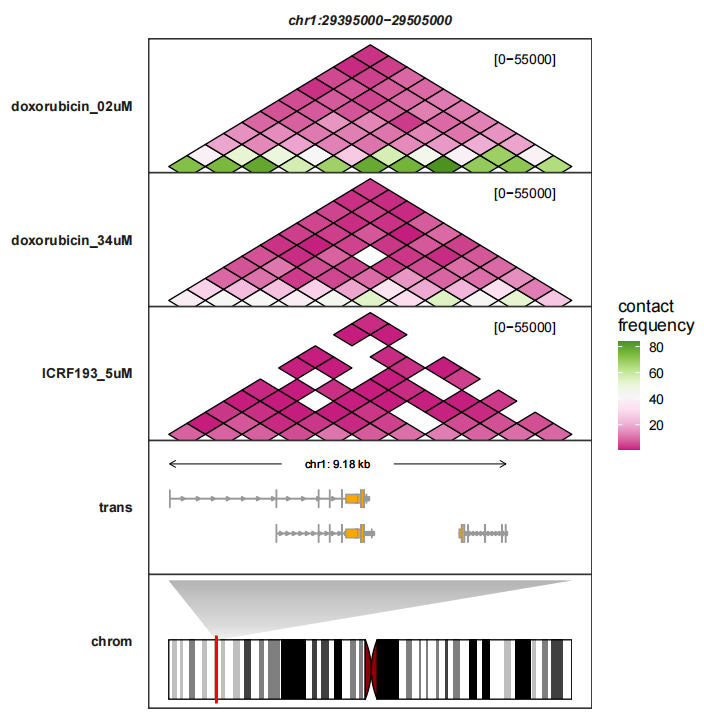 chr1:29395000−29505000
[0−55000]
doxorubicin_02uM
[0−55000]
doxorubicin_34uM
[0−55000]
ICRF193_5uM
contact
frequency
80
60
40
20
chr1: 9.18 kb
trans
chrom